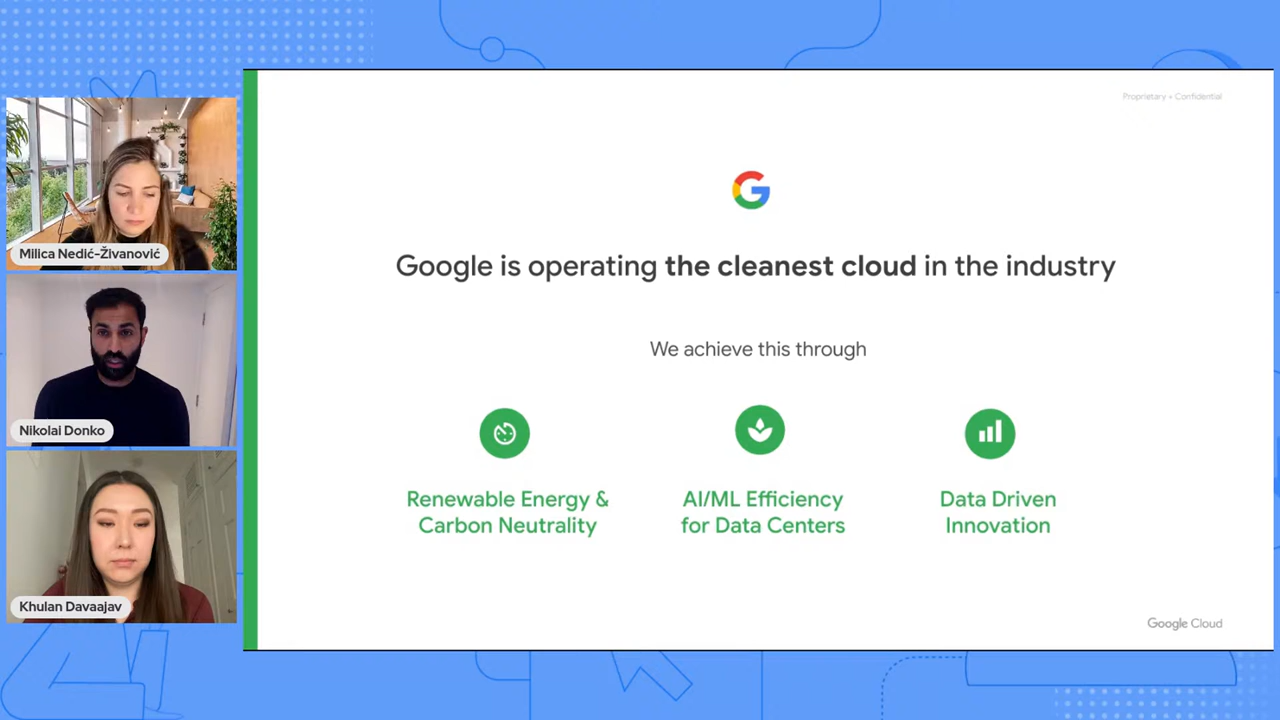 Proprietary + Confidential
Google is operating the cleanest cloud in the industry
We achieve this through
Renewable Energy &
Carbon Neutrality
AI/ML Efficiency
for Data Centers
Data Driven
Innovation
Google Cloud
Milica Nedić-Živanović
Nikolai Donko
Khulan Davaajav